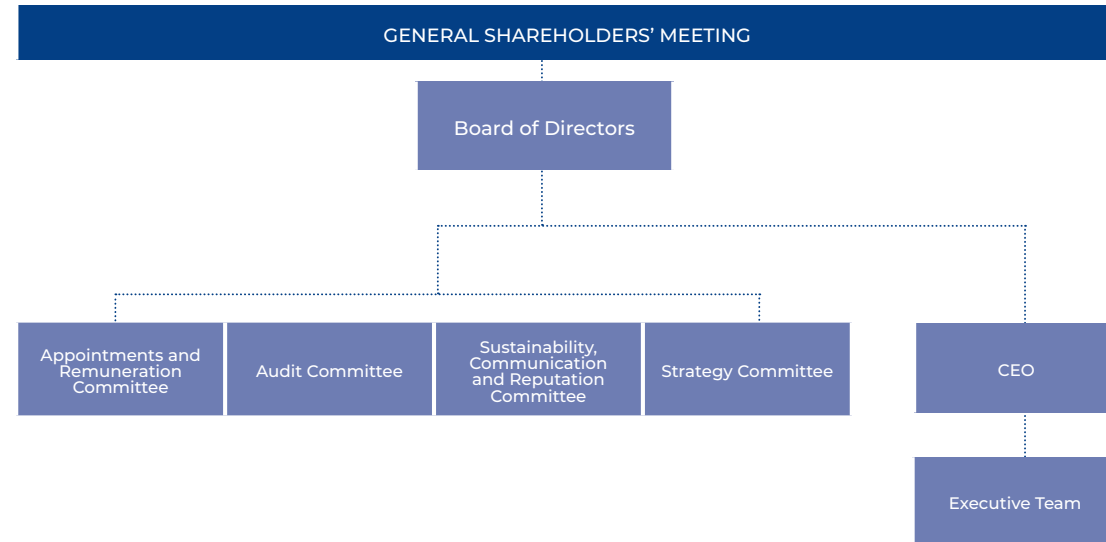 GENERAL SHAREHOLDERS’ MEETING
Board of Directors
Appointments and
Remuneration
Committee
Audit Committee
Sustainability,
Communication
and Reputation
Committee
Strategy Committee
CEO
Executive Team